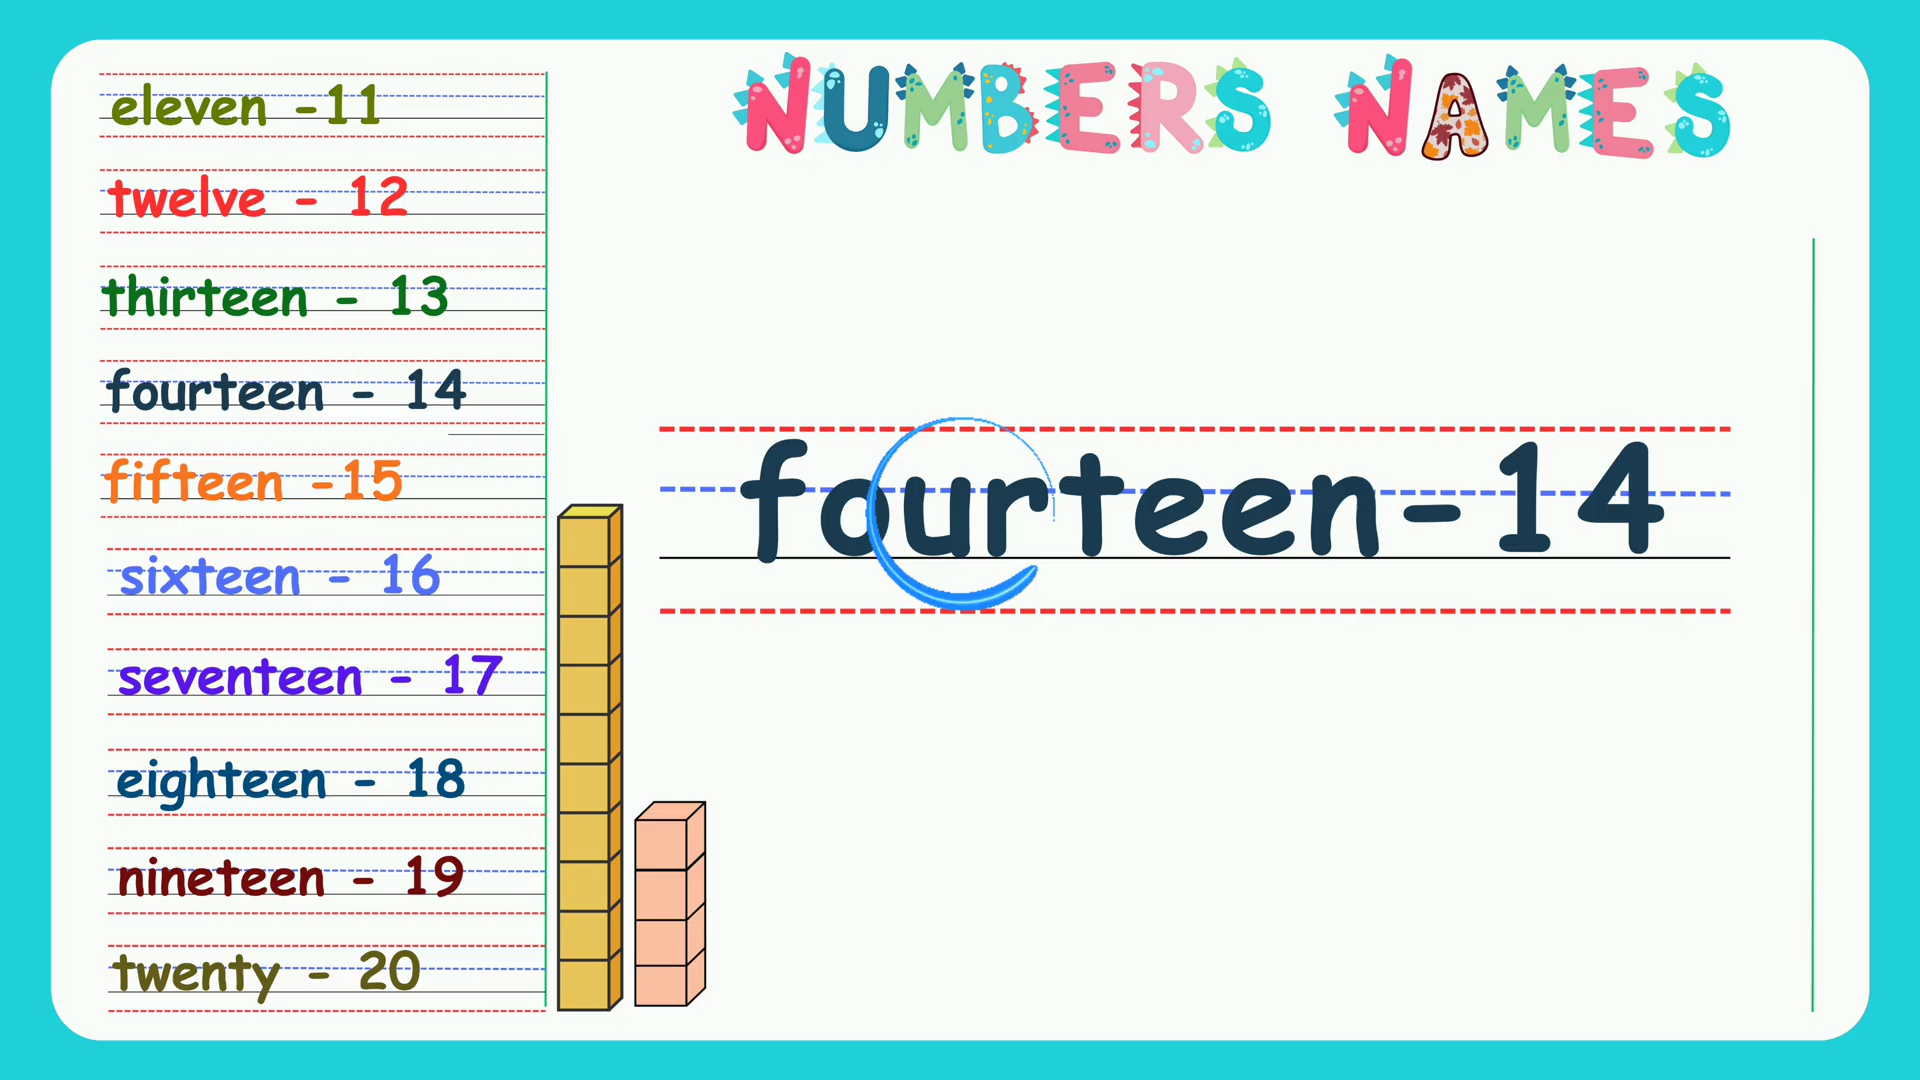 NUMBERS NAMES
eleven -11
twelve - 12
thirteen - 13
fourteen - 14
fifteen -15
sixteen - 16
seventeen - 17
eighteen - 18
nineteen - 19
twenty - 20
fourteen-14